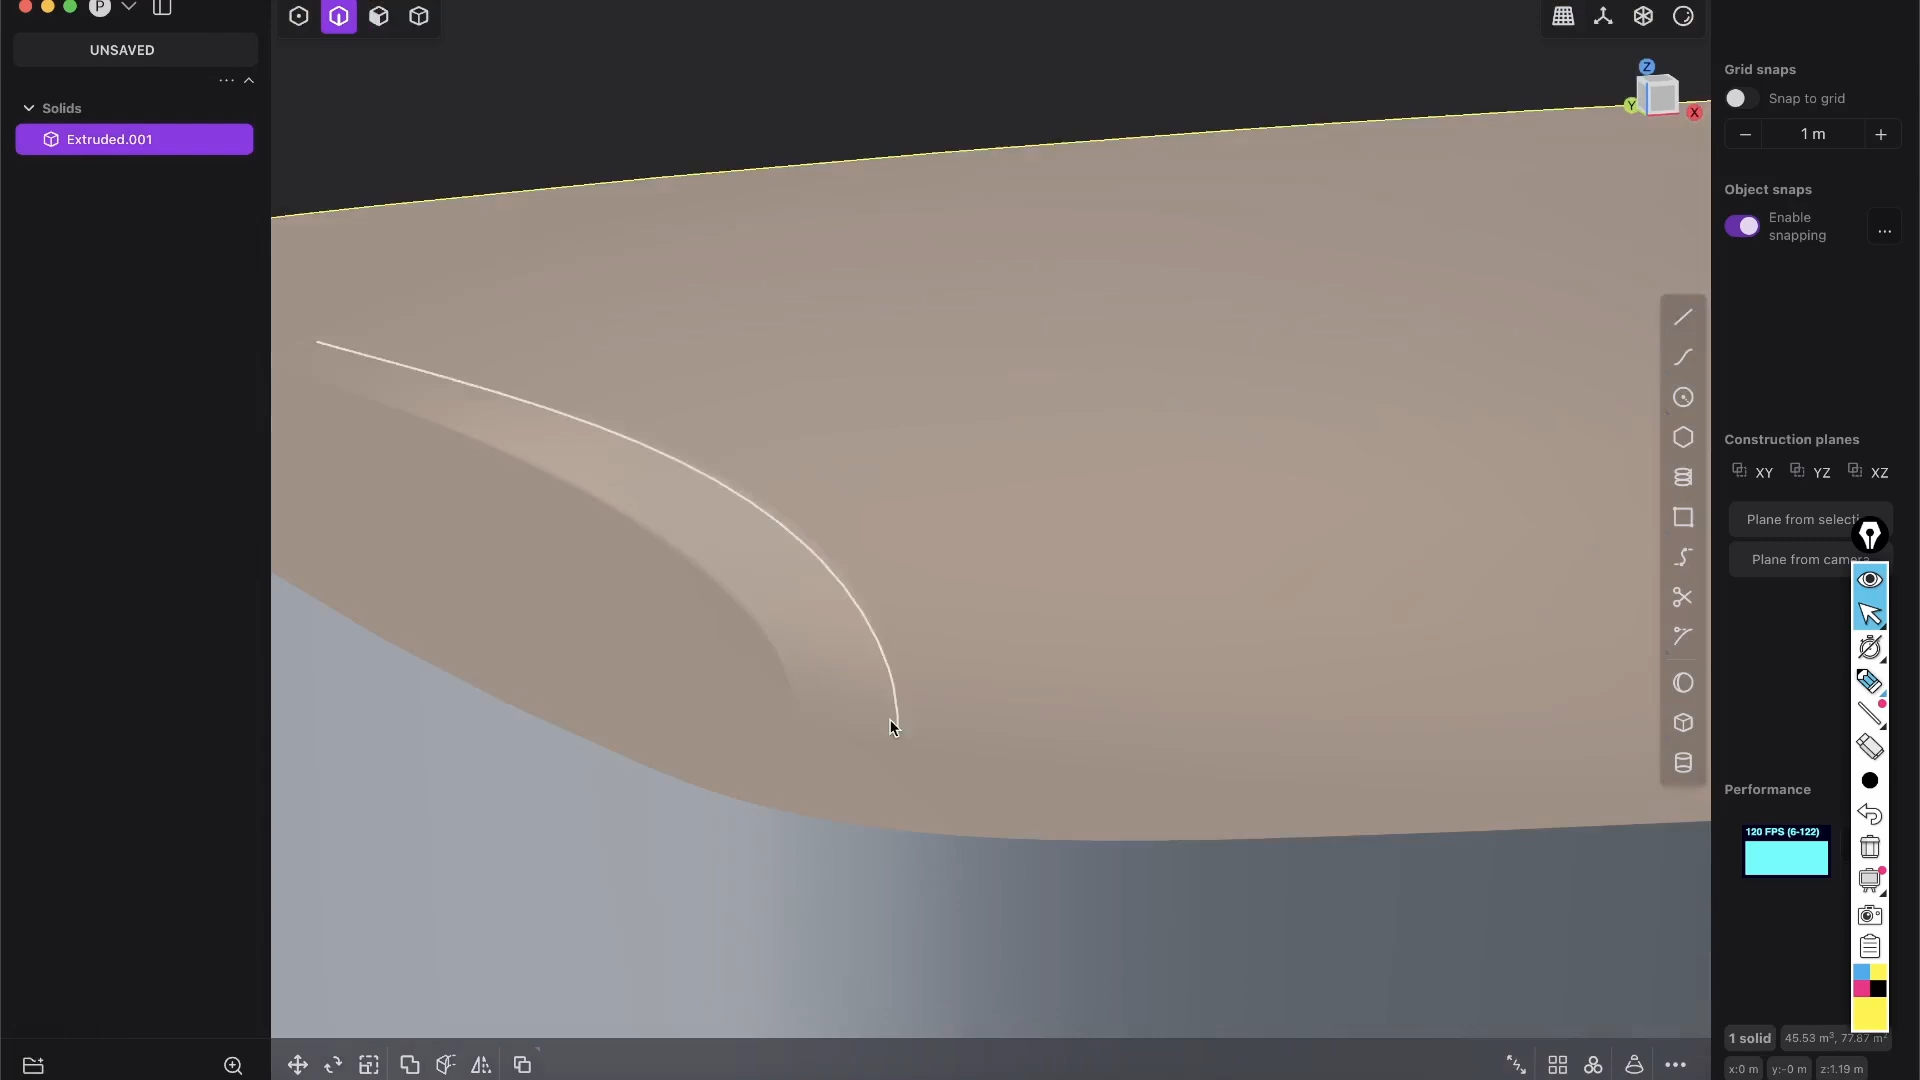 P
UNSAVED
...
Solids
Extruded.001
Z
Y
X
Grid snaps
Snap to grid
− 1 m +
Object snaps
Enable
snapping
...
Construction planes
XY YZ XZ
Plane from selecti
Plane from camera
Performance
120 FPS (6-122)
1 solid 45.53 m³, 77.87 m²
x:0 m y:-0 m z:1.19 m